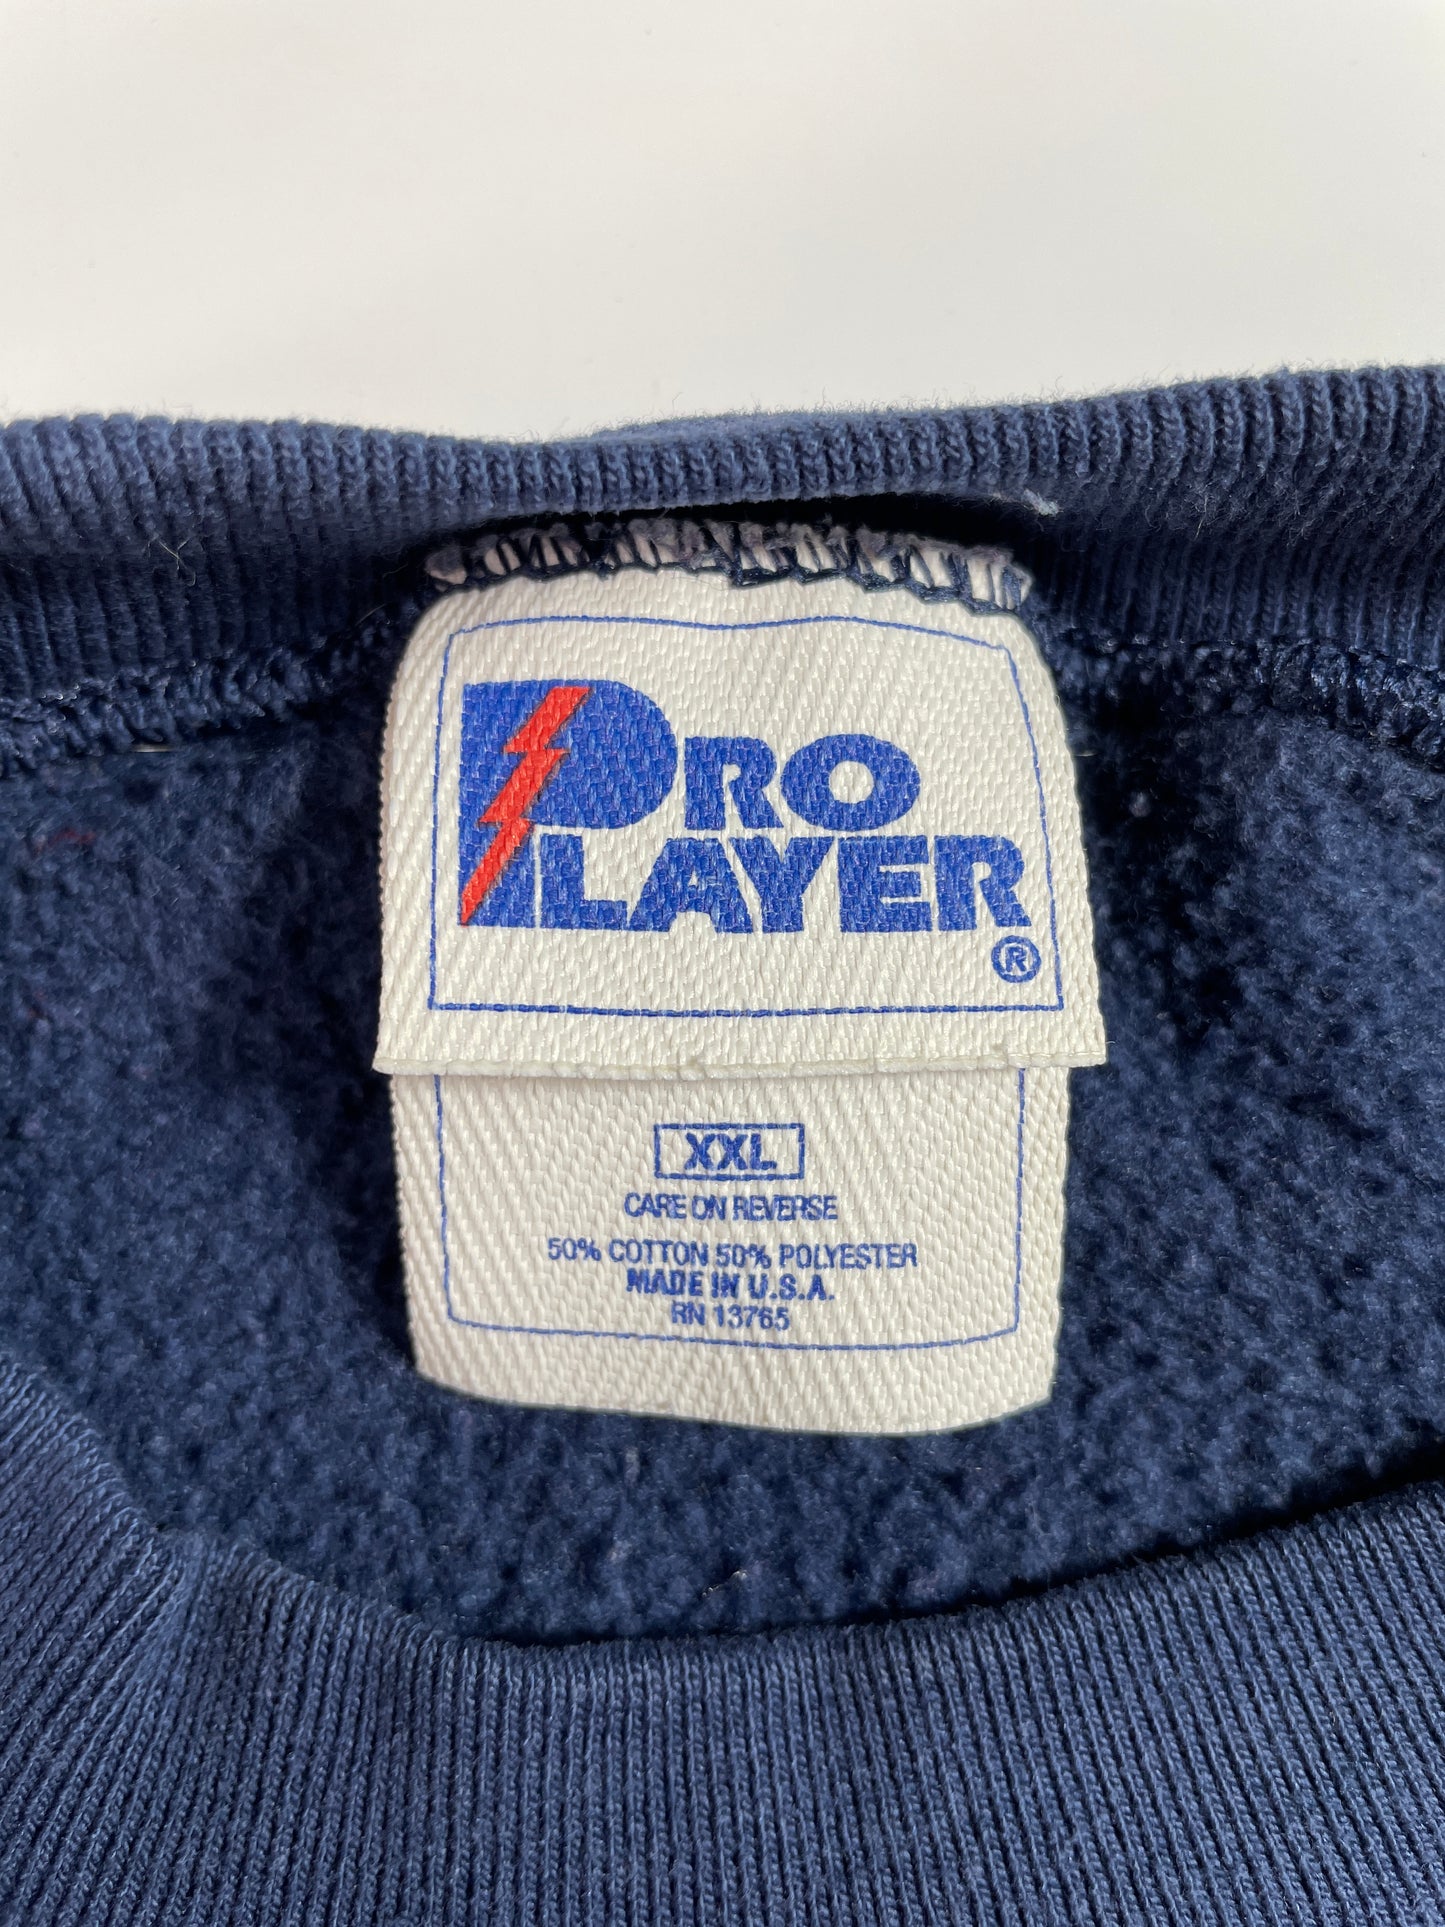 PRO
PLAYER
®
XXL
CARE ON REVERSE
50% COTTON 50% POLYESTER
MADE IN U.S.A.
RN 13765